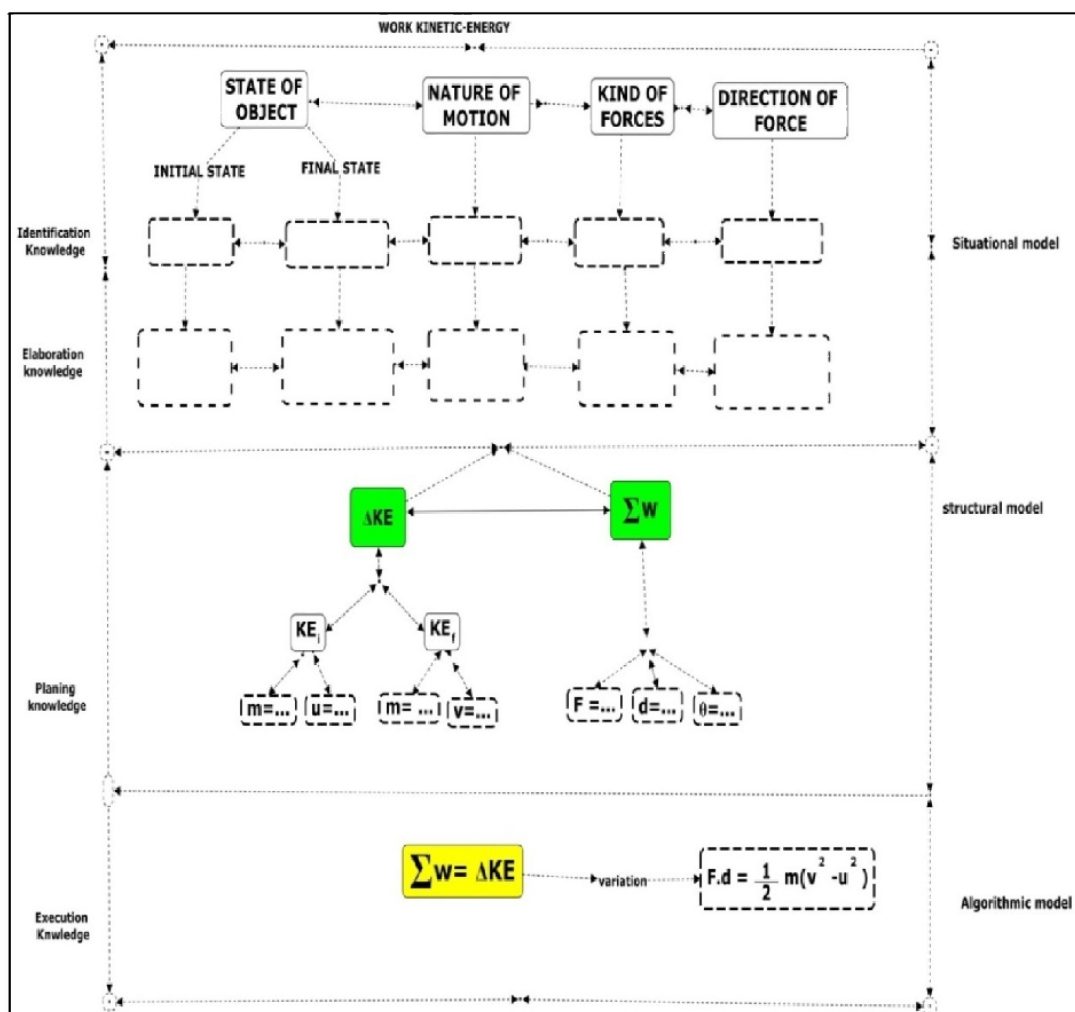 WORK KINETIC-ENERGY
STATE OF
OBJECT
NATURE OF
MOTION
KIND OF
FORCES
DIRECTION OF
FORCE
INITIAL STATE
FINAL STATE
Identification
Knowledge
Situational model
Elaboration
knowledge
ΔKE
∑W
structural model
KEi
KEf
Planing
knowledge
m=...
u=...
m= ...
v=...
F =...
d=...
θ=...
∑w= ΔKE
variation
F.d = 1/2 m(v² -u²)
Execution
Knwledge
Algorithmic model